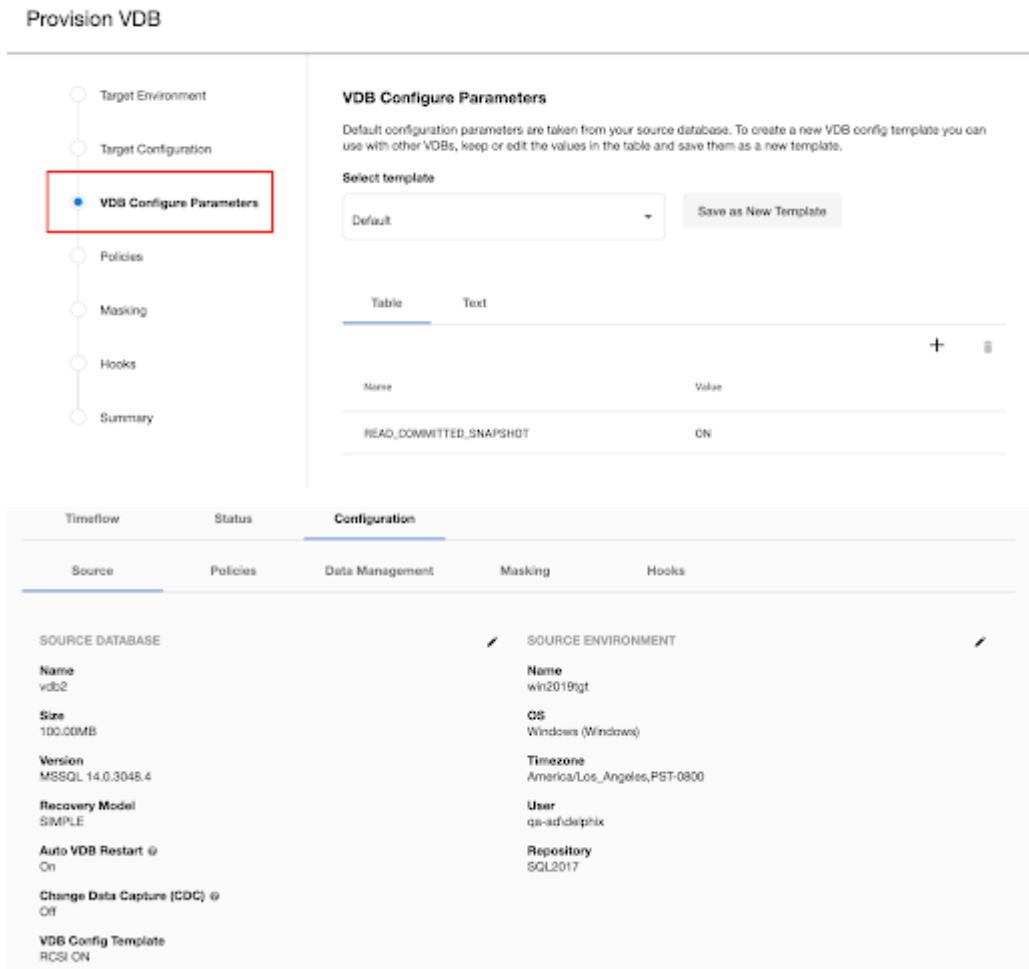 Provision VDB
Target Environment
Target Configuration
VDB Configure Parameters
Policies
Masking
Hooks
Summary
VDB Configure Parameters
Default configuration parameters are taken from your source database. To create a new VDB config template you can
use with other VDBs, keep or edit the values in the table and save them as a new template.
Select template
Default
Save as New Template
Table Text
Name Value
READ_COMMITTED_SNAPSHOT ON
Timeflow Status Configuration
Source Policies Data Management Masking Hooks
SOURCE DATABASE
Name
vdb2
Size
100.00MB
Version
MSSQL 14.0.3048.4
Recovery Model
SIMPLE
Auto VDB Restart
On
Change Data Capture (CDC)
Off
VDB Config Template
RCSI ON
SOURCE ENVIRONMENT
Name
win2019tgt
OS
Windows (Windows)
Timezone
America/Los_Angeles,PST-0800
User
qa-ad\delphix
Repository
SQL2017